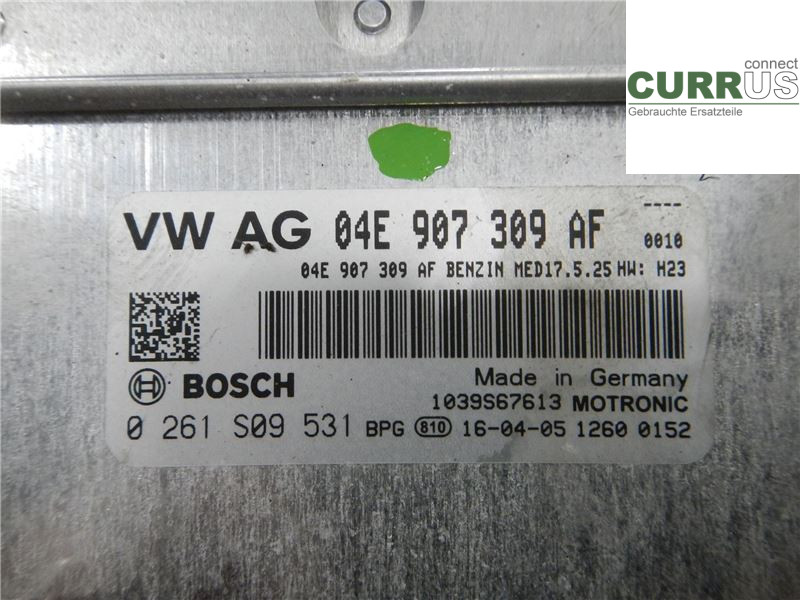 connect
CURRUS
Gebrauchte Ersatzteile
VW AG 04E 907 309 AF ----
0010
04E 907 309 AF BENZIN MED17.5.25 HW: H23
BOSCH
Made in Germany
1039S67613 MOTRONIC
0 261 S09 531 BPG 810 16-04-05 1260 0152